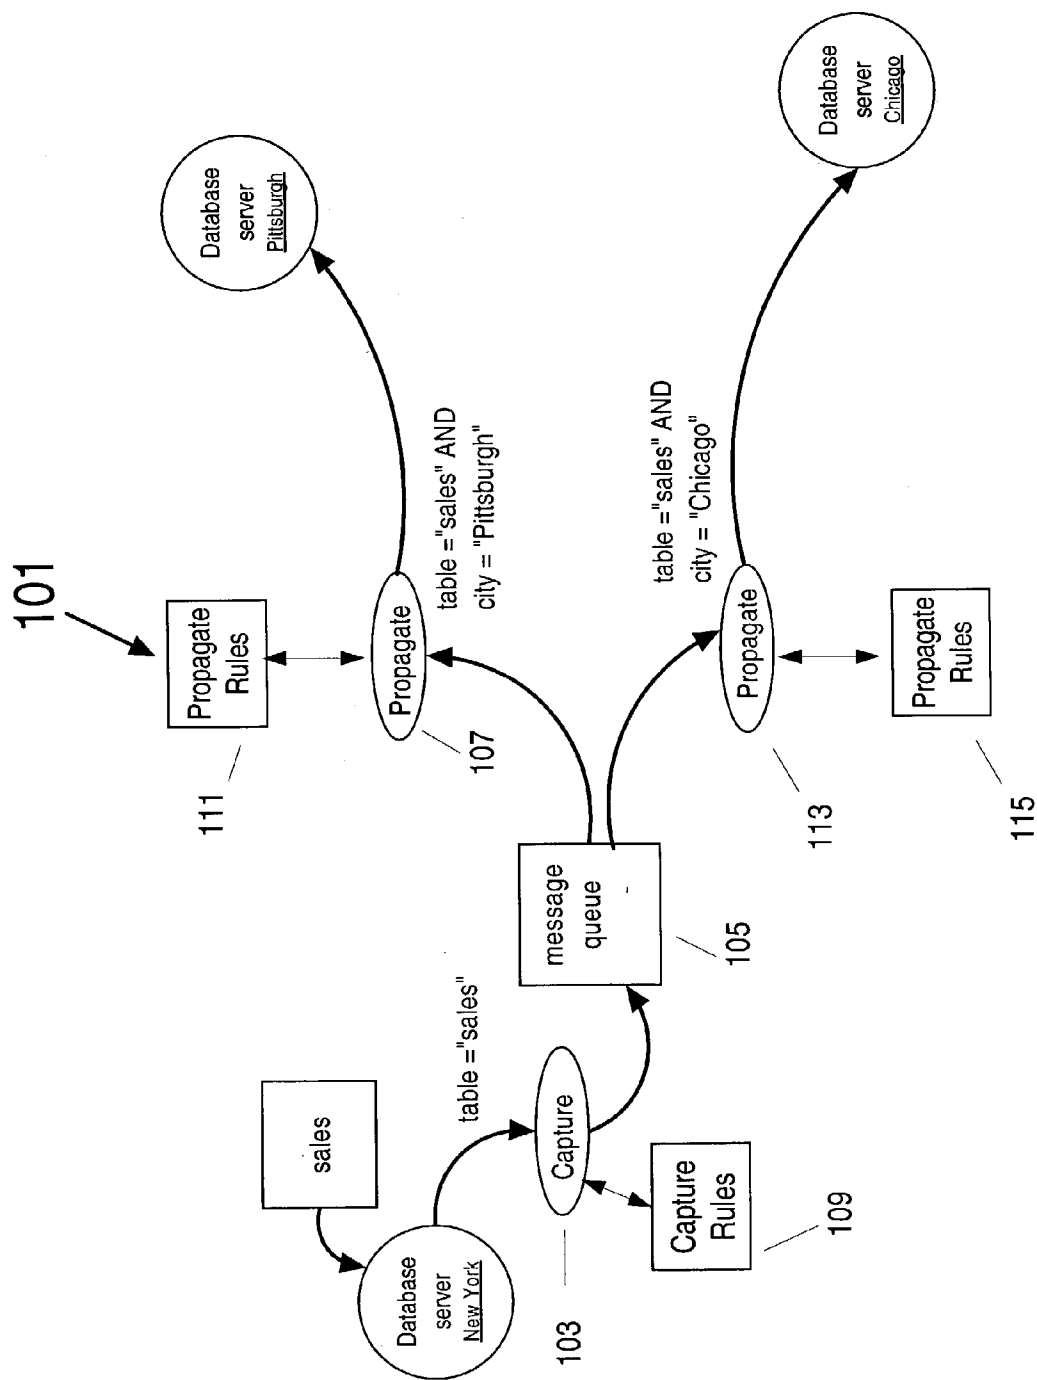 101
Database
server
Pittsburgh
Propagate
Rules
111
Propagate
107
table ="sales" AND
city = "Pittsburgh"
sales
Database
server
New York
table ="sales"
Capture
103
Capture
Rules
109
message
queue
105
table ="sales" AND
city = "Chicago"
Propagate
113
Propagate
Rules
115
Database
server
Chicago